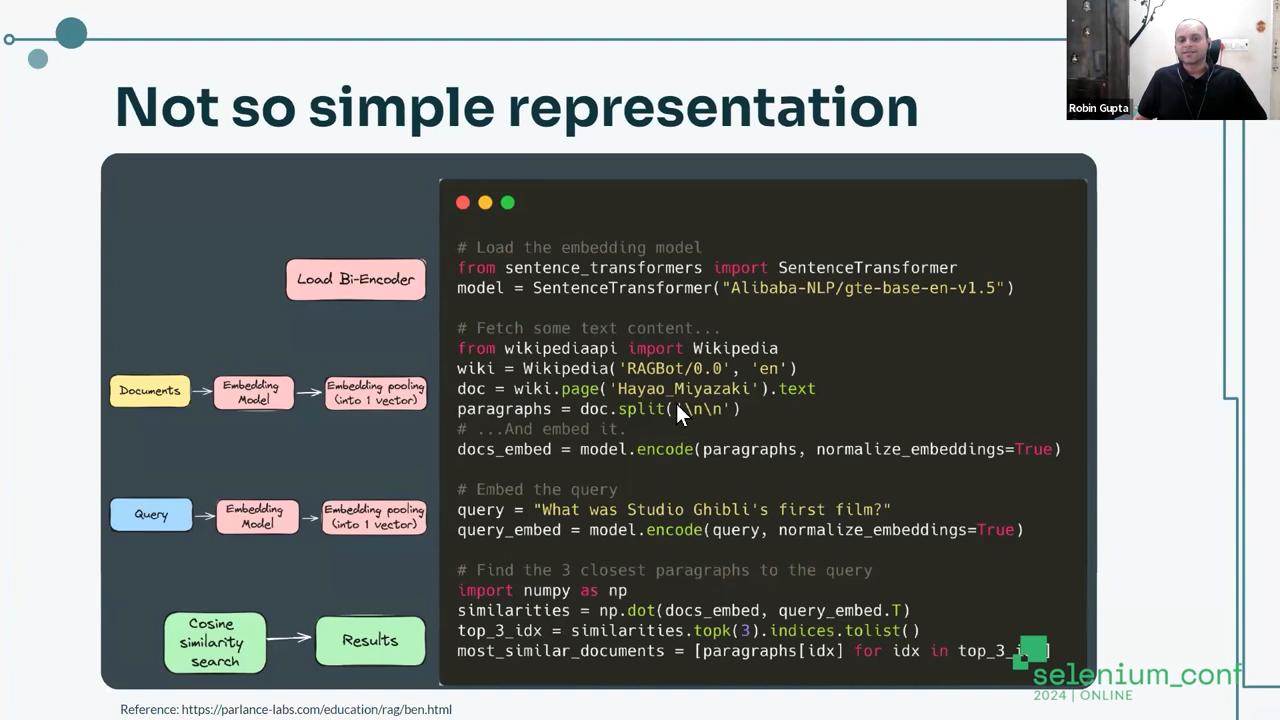 Robin Gupta
Not so simple representation
Load Bi-Encoder
Documents
Embedding
Model
Embedding pooling
(into 1 vector)
Query
Embedding
Model
Embedding pooling
(into 1 vector)
Cosine
similarity
search
Results
# Load the embedding model
from sentence_transformers import SentenceTransformer
model = SentenceTransformer("Alibaba-NLP/gte-base-en-v1.5")
# Fetch some text content...
from wikipediaapi import Wikipedia
wiki = Wikipedia('RAGBot/0.0', 'en')
doc = wiki.page('Hayao_Miyazaki').text
paragraphs = doc.split('\n\n')
# ...And embed it.
docs_embed = model.encode(paragraphs, normalize_embeddings=True)
# Embed the query
query = "What was Studio Ghibli's first film?"
query_embed = model.encode(query, normalize_embeddings=True)
# Find the 3 closest paragraphs to the query
import numpy as np
similarities = np.dot(docs_embed, query_embed.T)
top_3_idx = similarities.topk(3).indices.tolist()
most_similar_documents = [paragraphs[idx] for idx in
selenium_conf
2024 | ONLINE
Reference: https://parlance-labs.com/education/rag/ben.html